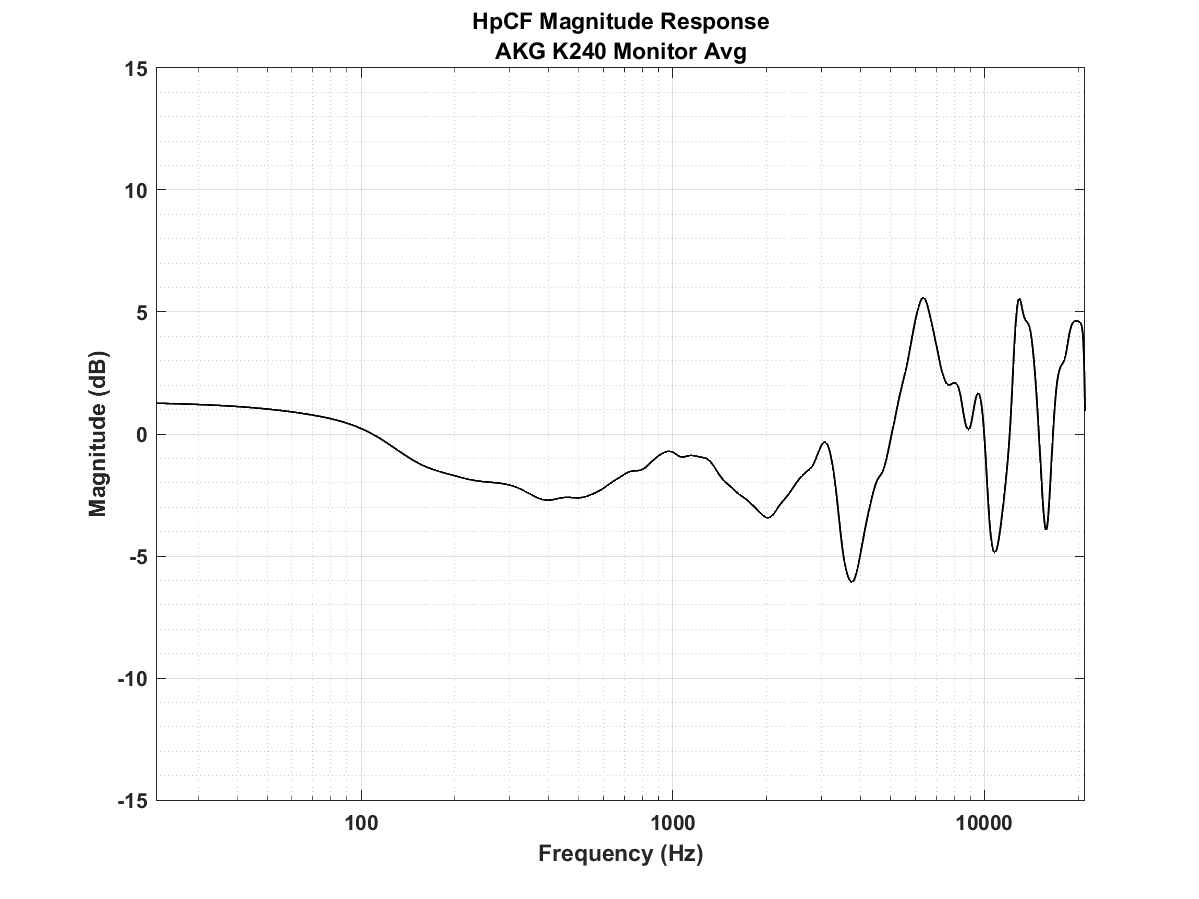 HpCF Magnitude Response
AKG K240 Monitor Avg
15
10
5
0
-5
-10
-15
Magnitude (dB)
100
1000
10000
Frequency (Hz)